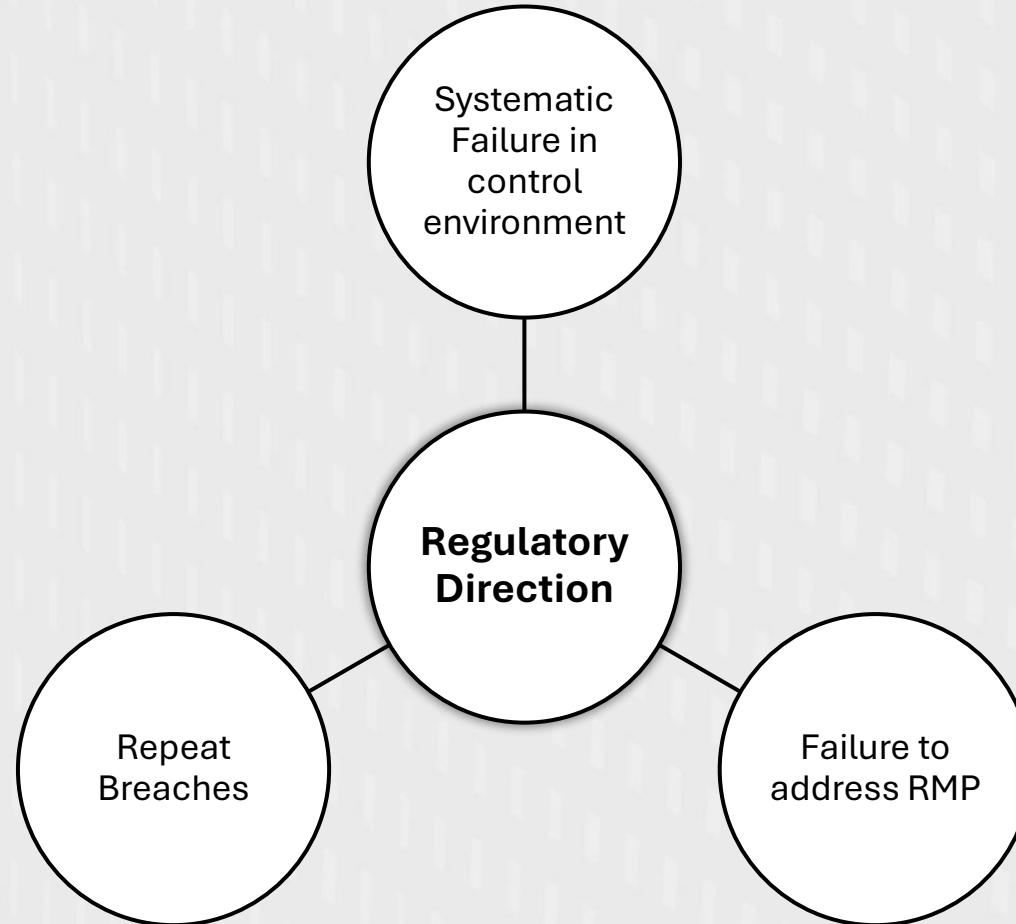 Systematic
Failure in
control
environment
Regulatory
Direction
Repeat
Breaches
Failure to
address RMP